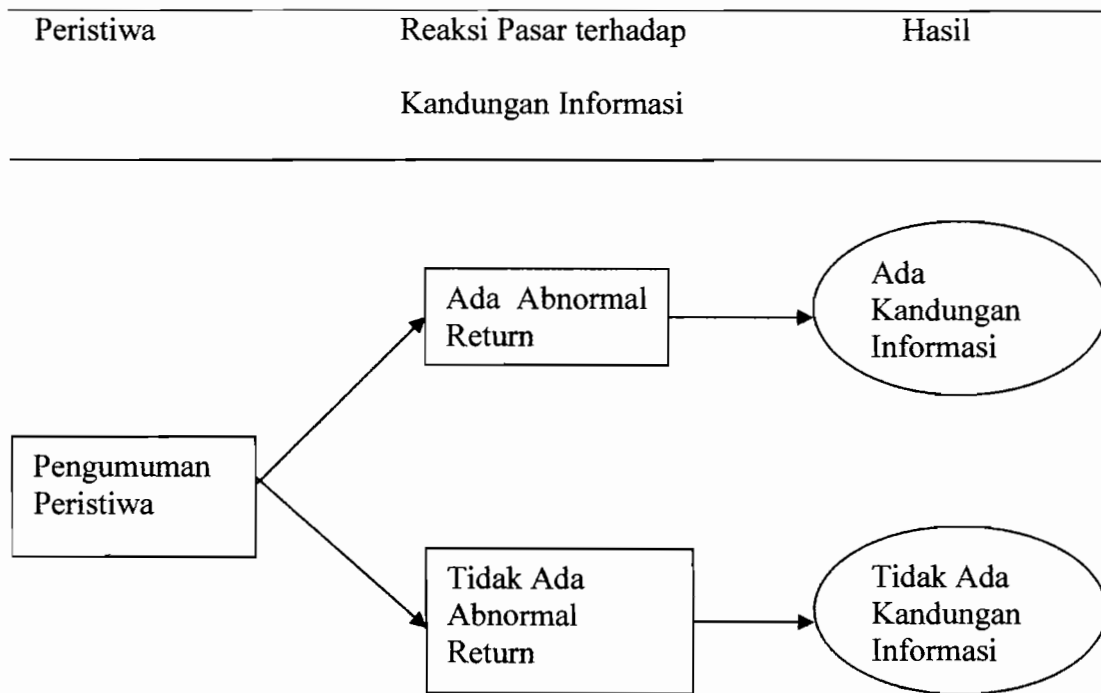 Peristiwa Reaksi Pasar terhadap Hasil
Kandungan Informasi
Ada Abnormal
Return
Ada
Kandungan
Informasi
Pengumuman
Peristiwa
Tidak Ada
Abnormal
Return
Tidak Ada
Kandungan
Informasi